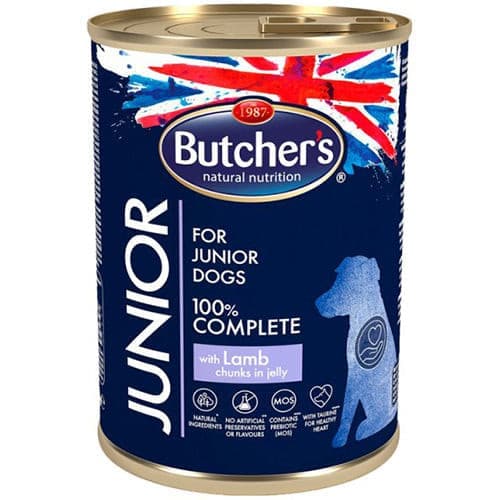 1987
Butcher's
natural nutrition
®
JUNIOR
FOR
JUNIOR
DOGS
100%
COMPLETE
with Lamb
chunks in jelly
NATURAL
INGREDIENTS
NO ARTIFICIAL
PRESERVATIVES
OR FLAVOURS
MOS
CONTAINS
PREBIOTIC
(MOS)
WITH TAURINE
FOR HEALTHY
HEART